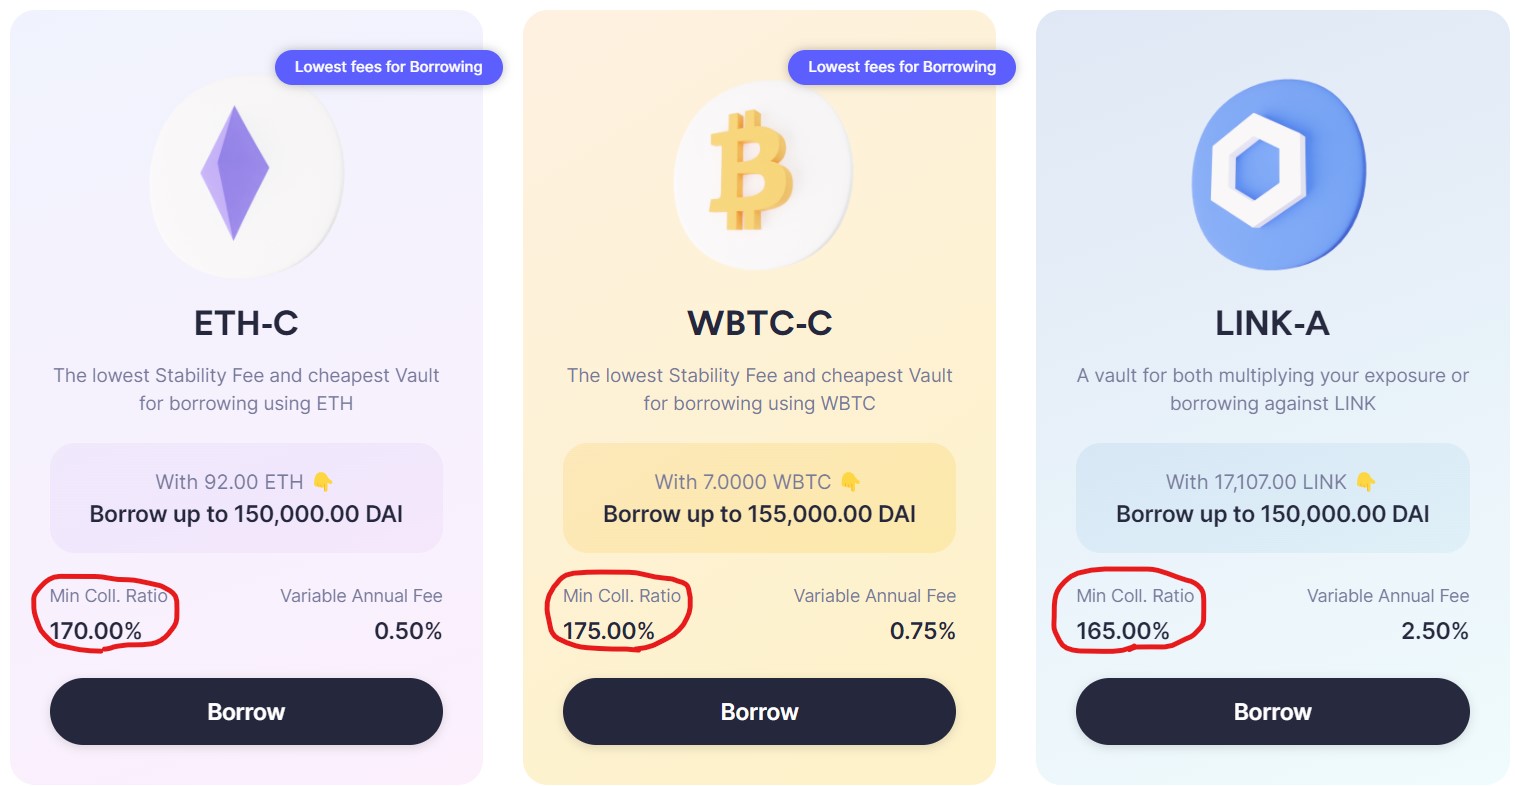 Lowest fees for Borrowing
ETH-C
The lowest Stability Fee and cheapest Vault
for borrowing using ETH
With 92.00 ETH 👇
Borrow up to 150,000.00 DAI
Min Coll. Ratio
170.00%
Variable Annual Fee
0.50%
Borrow
Lowest fees for Borrowing
WBTC-C
The lowest Stability Fee and cheapest Vault
for borrowing using WBTC
With 7.0000 WBTC 👇
Borrow up to 155,000.00 DAI
Min Coll. Ratio
175.00%
Variable Annual Fee
0.75%
Borrow
LINK-A
A vault for both multiplying your exposure or
borrowing against LINK
With 17,107.00 LINK 👇
Borrow up to 150,000.00 DAI
Min Coll. Ratio
165.00%
Variable Annual Fee
2.50%
Borrow